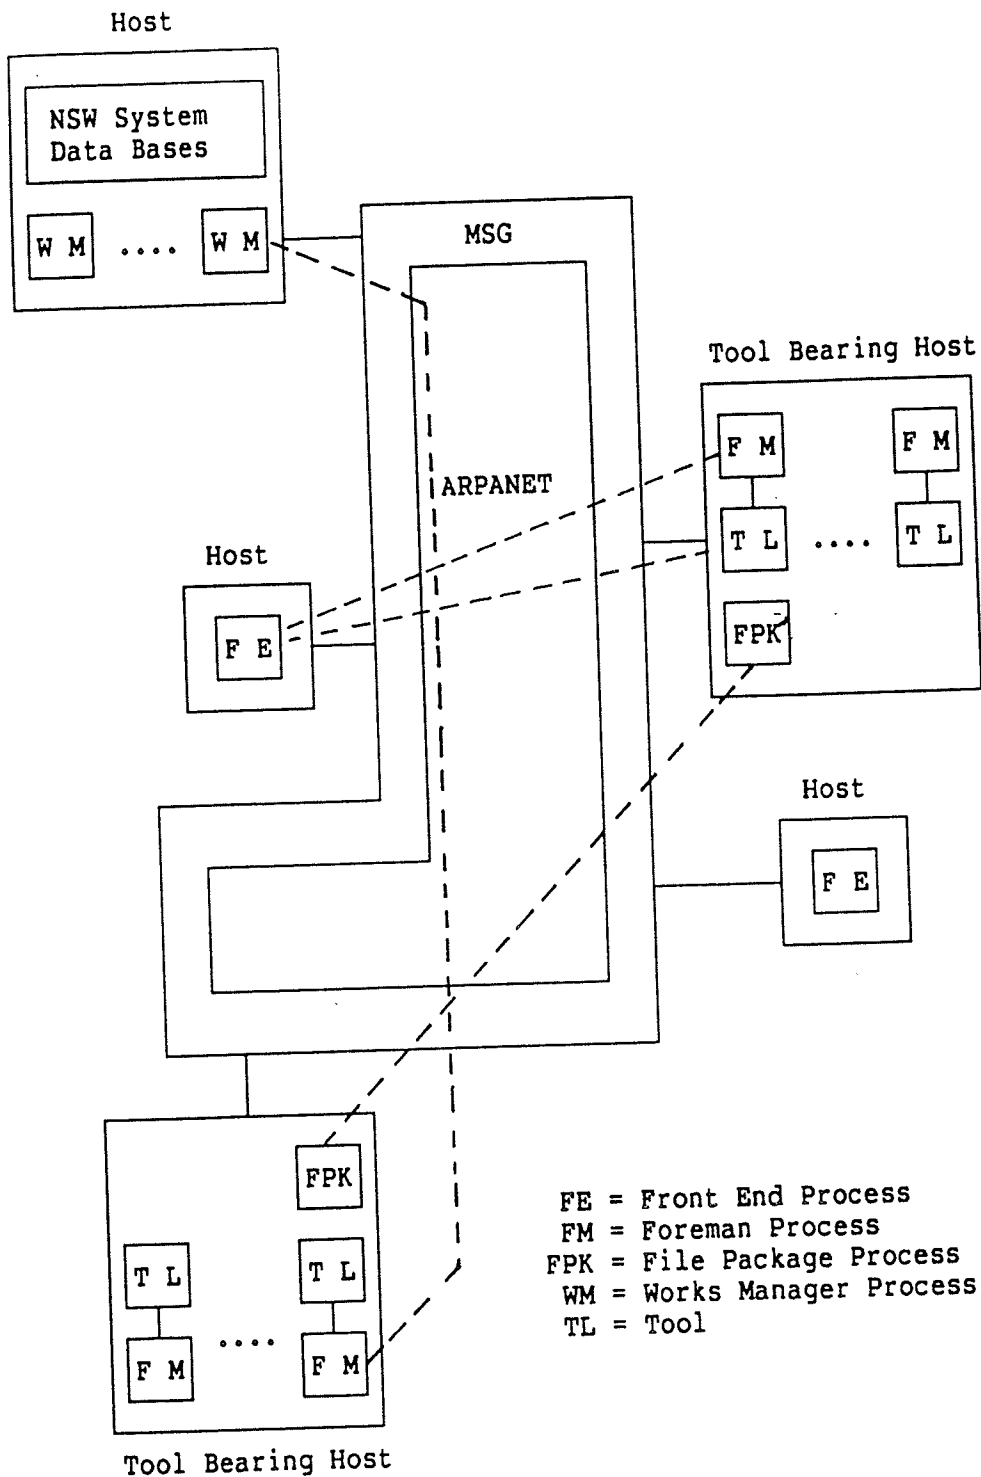 Host
NSW System
Data Bases
W M .... W M
MSG
Tool Bearing Host
F M
F M
ARPANET
T L .... T L
Host
F E
FPK
Host
F E
FPK
T L
T L
....
F M
F M
Tool Bearing Host
FE = Front End Process
FM = Foreman Process
FPK = File Package Process
WM = Works Manager Process
TL = Tool